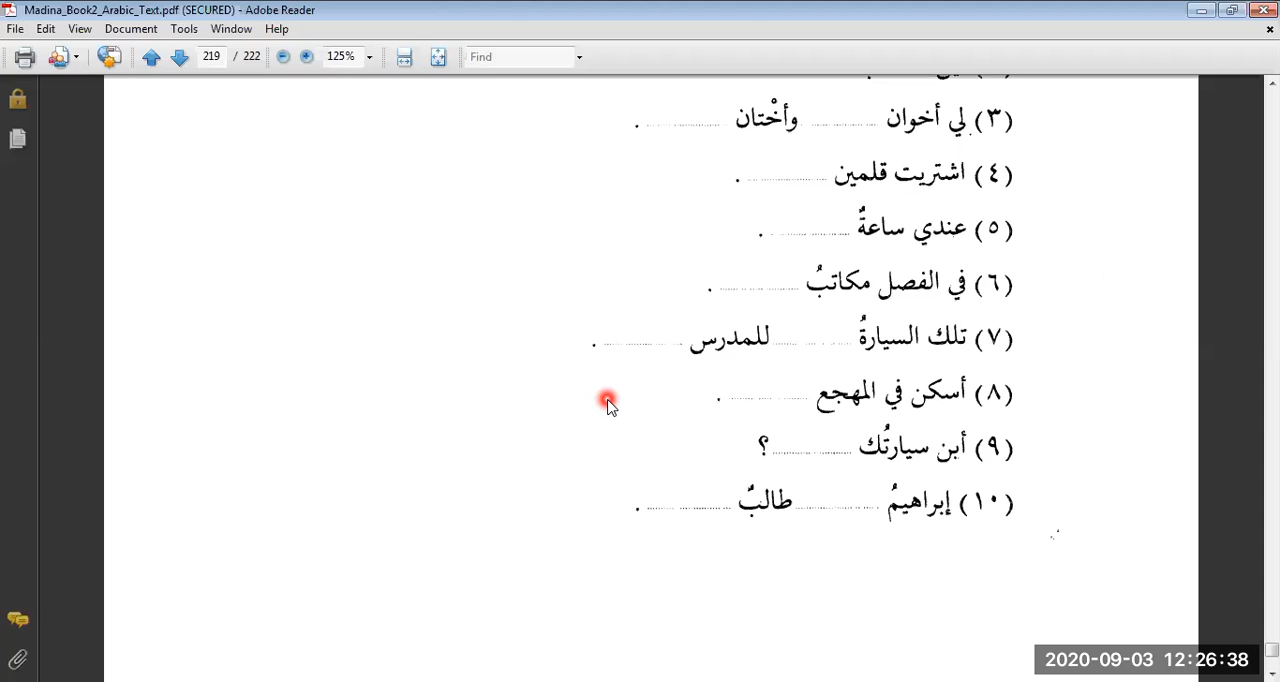 Madina_Book2_Arabic_Text.pdf (SECURED) - Adobe Reader
File Edit View Document Tools Window Help
219 / 222 125% Find
(٣) لي أخوان ............ وأخْتان ............ .
(٤) اشتريت قلمين ............ .
(٥) عندي ساعةٌ ............ .
(٦) في الفصل مكاتبُ ............ .
(٧) تلك السيارةُ ............ للمدرس ............ .
(٨) أسكن في المهجع ............ .
(٩) أبن سيارتُك ............ ؟
(١٠) إبراهيمُ ............ طالبٌ ............ .
2020-09-03 12:26:38